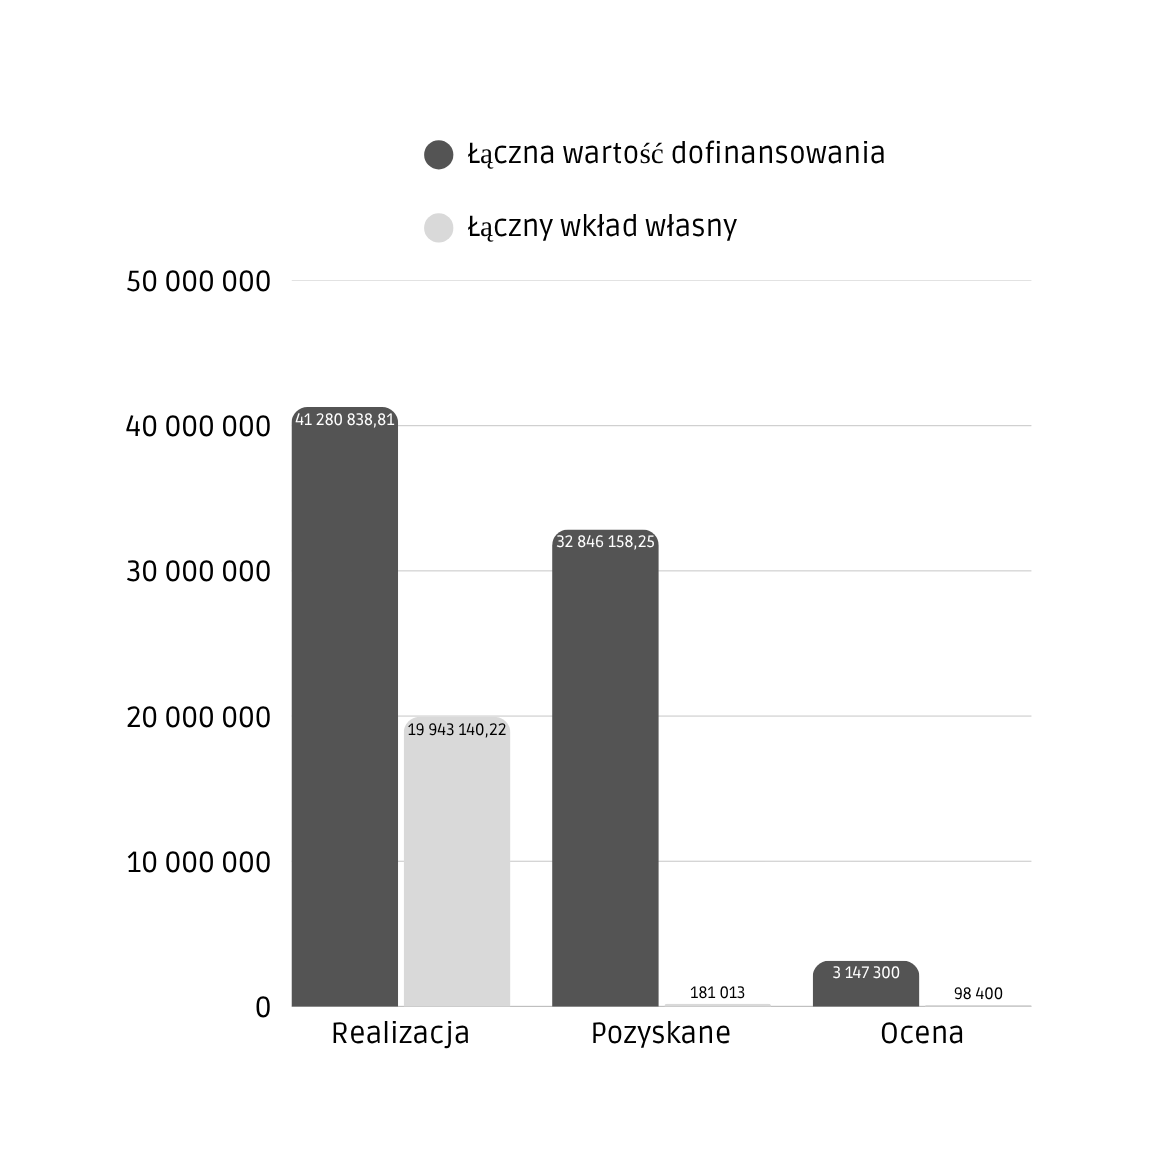 Łączna wartość dofinansowania
Łączny wkład własny
50 000 000
40 000 000
30 000 000
20 000 000
10 000 000
0
41 280 838,81
19 943 140,22
32 846 158,25
181 013
3 147 300
98 400
Realizacja
Pozyskane
Ocena